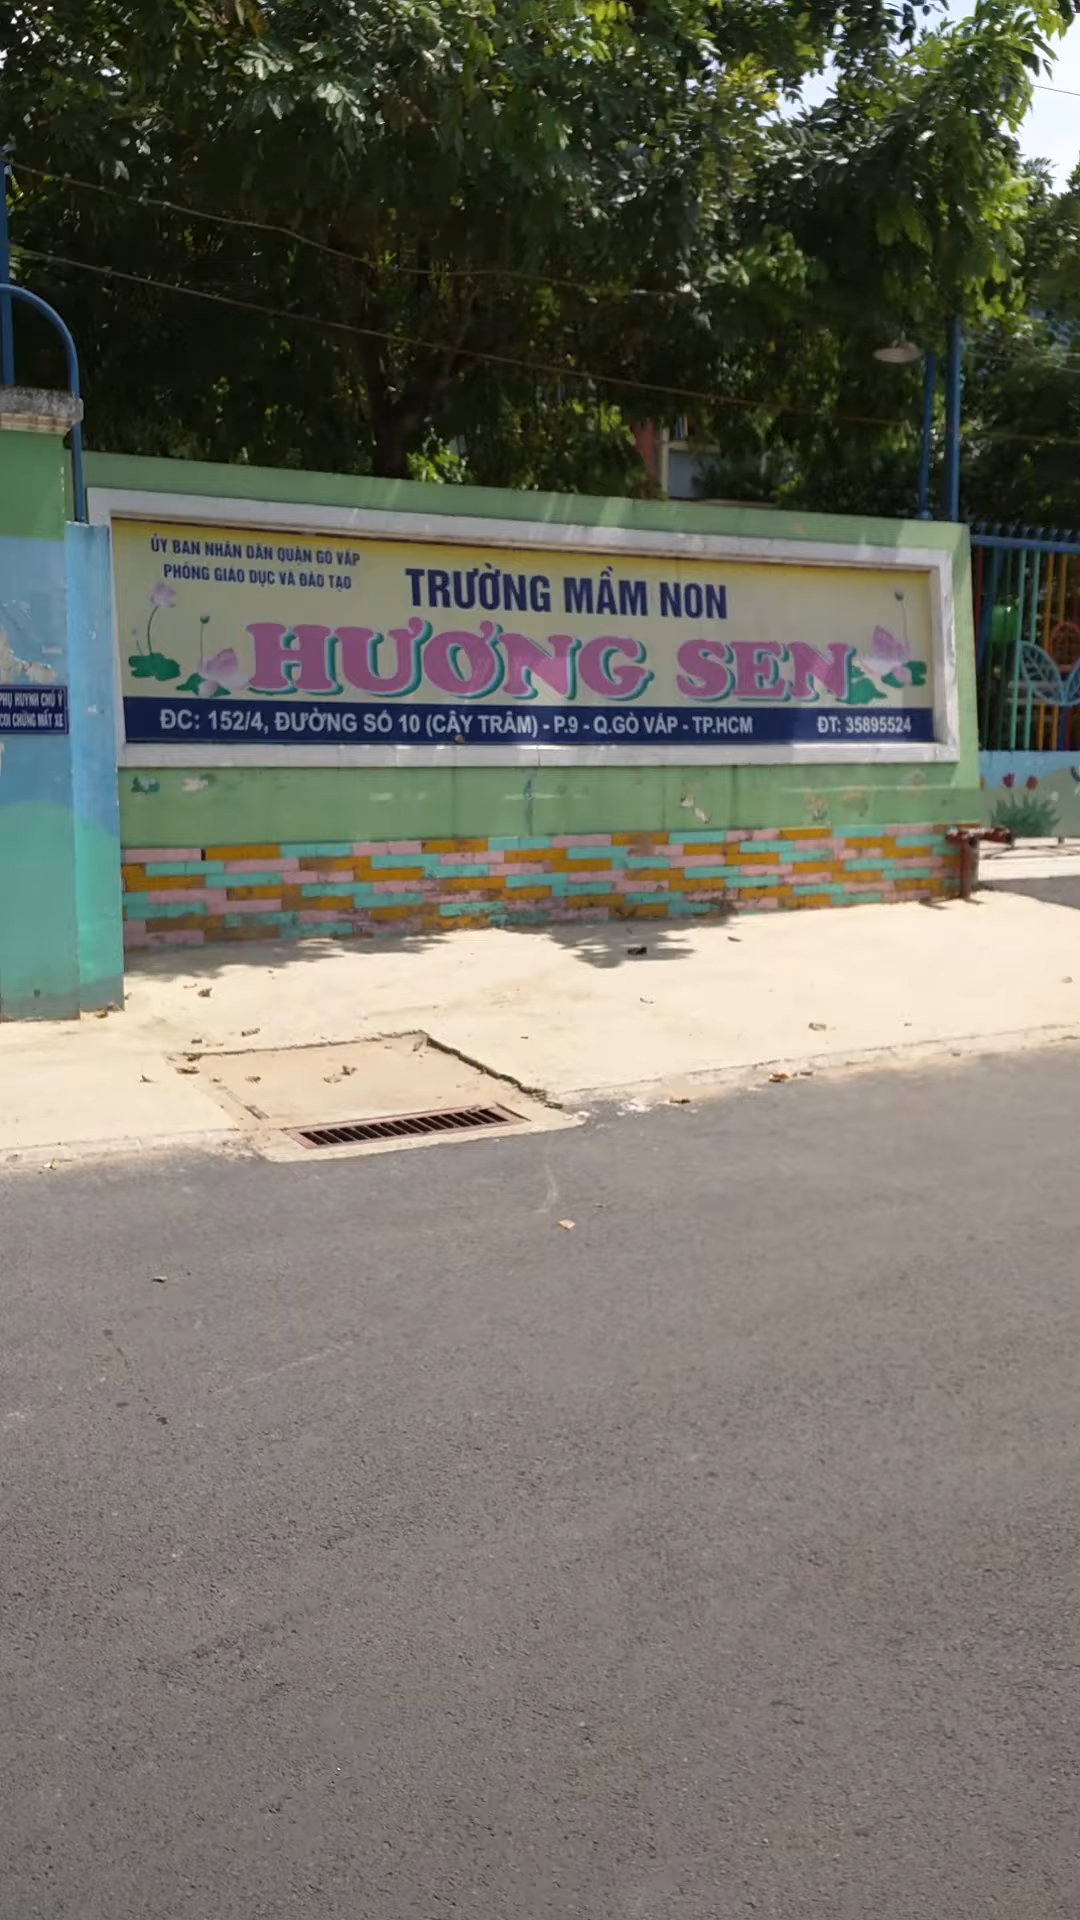 ỦY BAN NHÂN DÂN QUẬN GÒ VẤP
PHÒNG GIÁO DỤC VÀ ĐÀO TẠO
TRƯỜNG MẦM NON
HƯƠNG SEN
ĐC: 152/4, ĐƯỜNG SỐ 10 (CÂY TRÂM) - P.9 - Q.GÒ VẤP - TP.HCM
ĐT: 35895524
PHỤ HUYNH CHÚ Ý
COI CHỪNG MẤT XE